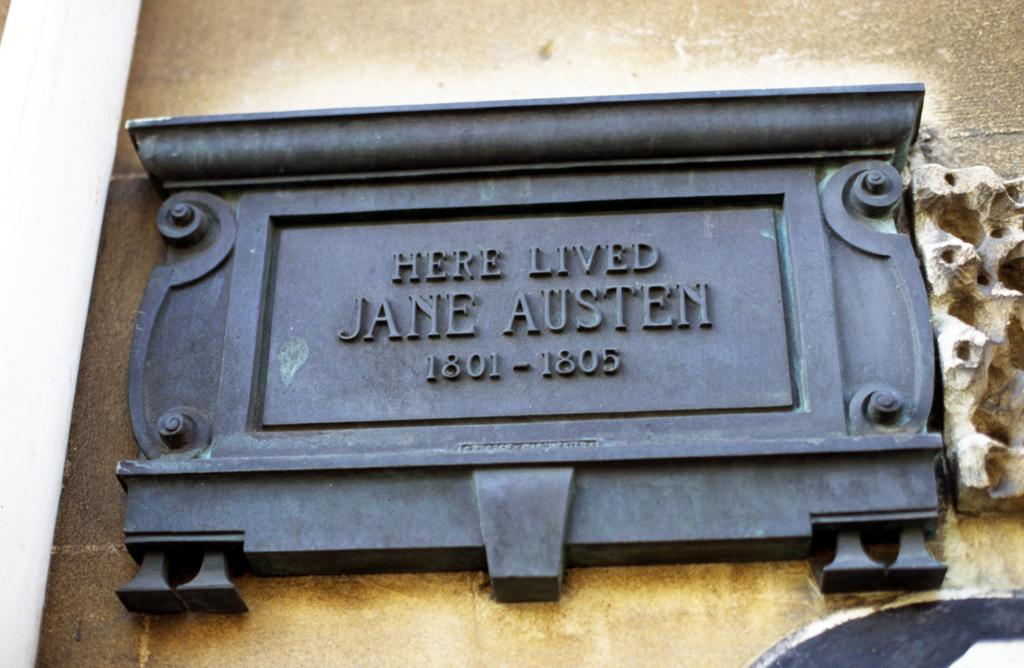 HERE LIVED
JANE AUSTEN
1801-1805